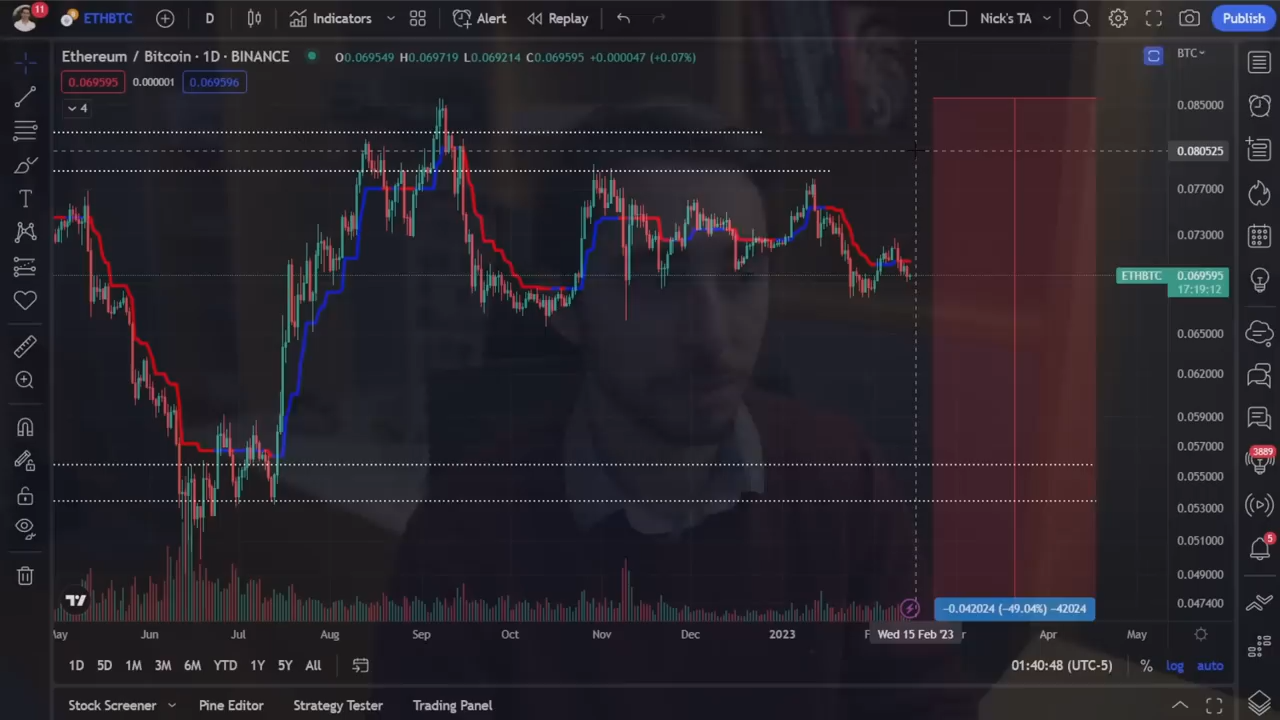 11
ETHBTC
D
Indicators
Alert
Replay
Nick's TA
Publish
Ethereum / Bitcoin · 1D · BINANCE
O0.069549 H0.069719 L0.069214 C0.069595 +0.000047 (+0.07%)
BTC
0.069595
0.000001
0.069596
4
0.085000
0.080525
0.077000
0.073000
ETHBTC 0.069595
17:19:12
0.065000
0.062000
0.059000
0.057000
0.055000
0.053000
0.051000
0.049000
0.047400
3889
5
−0.042024 (−49.04%) −42024
Jun
Jul
Aug
Sep
Oct
Nov
Dec
2023
Wed 15 Feb '23
Apr
May
1D
5D
1M
3M
6M
YTD
1Y
5Y
All
01:40:48 (UTC-5)
%
log
auto
Stock Screener
Pine Editor
Strategy Tester
Trading Panel